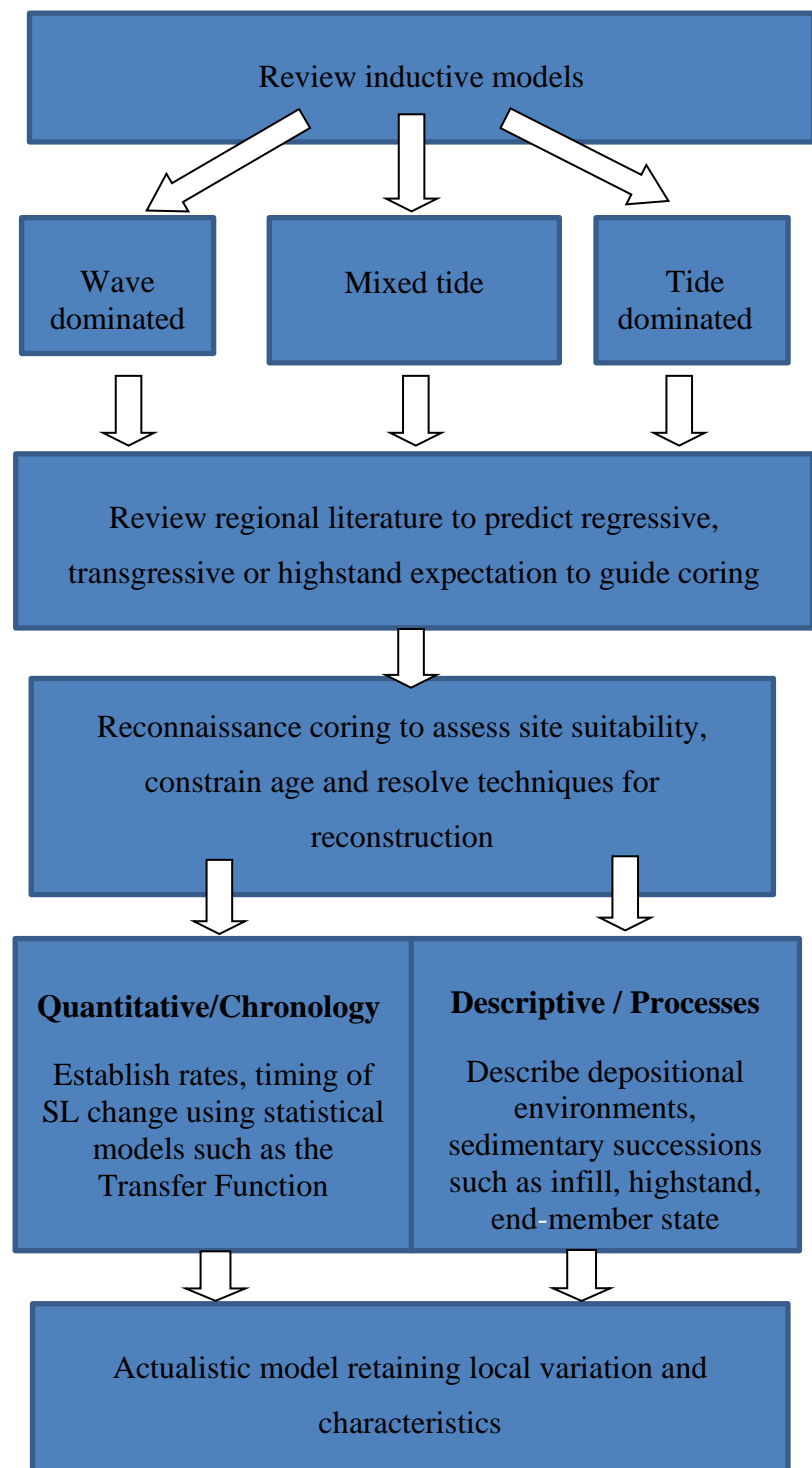 Review inductive models
Wave
dominated
Mixed tide
Tide
dominated
Review regional literature to predict regressive,
transgressive or highstand expectation to guide coring
Reconnaissance coring to assess site suitability,
constrain age and resolve techniques for
reconstruction
Quantitative/Chronology
Establish rates, timing of
SL change using statistical
models such as the
Transfer Function
Descriptive / Processes
Describe depositional
environments,
sedimentary successions
such as infill, highstand,
end-member state
Actualistic model retaining local variation and
characteristics